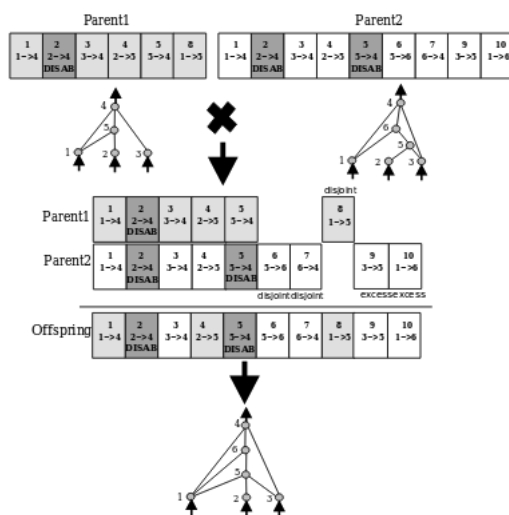 Parent1 Parent2
1 2 3 4 5 8 1 2 3 4 5 6 7 9 10
1->4 2->4 3->4 2->5 5->4 1->5 1->4 2->4 3->4 2->5 5->4 5->6 6->4 3->5 1->6
DISAB DISAB DISAB
4 4
5 6
5
1 2 3 1 2 3
disjoint
Parent1 1 2 3 4 5 8
1->4 2->4 3->4 2->5 5->4 1->5
DISAB
Parent2 1 2 3 4 5 6 7 9 10
1->4 2->4 3->4 2->5 5->4 5->6 6->4 3->5 1->6
DISAB DISAB
disjoint disjoint excess excess
Offspring 1 2 3 4 5 6 7 8 9 10
1->4 2->4 3->4 2->5 5->4 5->6 6->4 1->5 3->5 1->6
DISAB DISAB
4
6
5
1 2 3